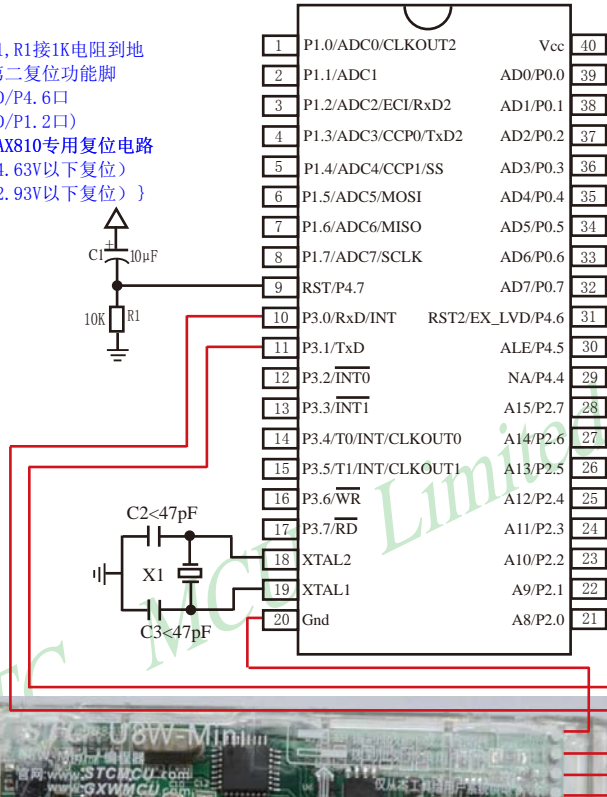 ,R1接1K电阻到地
第二复位功能脚
/P4.6口
/P1.2口)
AX810专用复位电路
.63V以下复位)
2.93V以下复位)}
C1
+
10μF
10K
R1
1 P1.0/ADC0/CLKOUT2 Vcc 40
2 P1.1/ADC1 AD0/P0.0 39
3 P1.2/ADC2/ECI/RxD2 AD1/P0.1 38
4 P1.3/ADC3/CCP0/TxD2 AD2/P0.2 37
5 P1.4/ADC4/CCP1/SS AD3/P0.3 36
6 P1.5/ADC5/MOSI AD4/P0.4 35
7 P1.6/ADC6/MISO AD5/P0.5 34
8 P1.7/ADC7/SCLK AD6/P0.6 33
9 RST/P4.7 AD7/P0.7 32
10 P3.0/RxD/INT RST2/EX_LVD/P4.6 31
11 P3.1/TxD ALE/P4.5 30
12 P3.2/INT0 NA/P4.4 29
13 P3.3/INT1 A15/P2.7 28
14 P3.4/T0/INT/CLKOUT0 A14/P2.6 27
15 P3.5/T1/INT/CLKOUT1 A13/P2.5 26
16 P3.6/WR A12/P2.4 25
17 P3.7/RD A11/P2.3 24
18 XTAL2 A10/P2.2 23
19 XTAL1 A9/P2.1 22
20 Gnd A8/P2.0 21
C2<47pF
X1
C3<47pF
MCU Limited
STC U8W-Mini
官网:www.STCMCU.com
www.GXWMCU.com